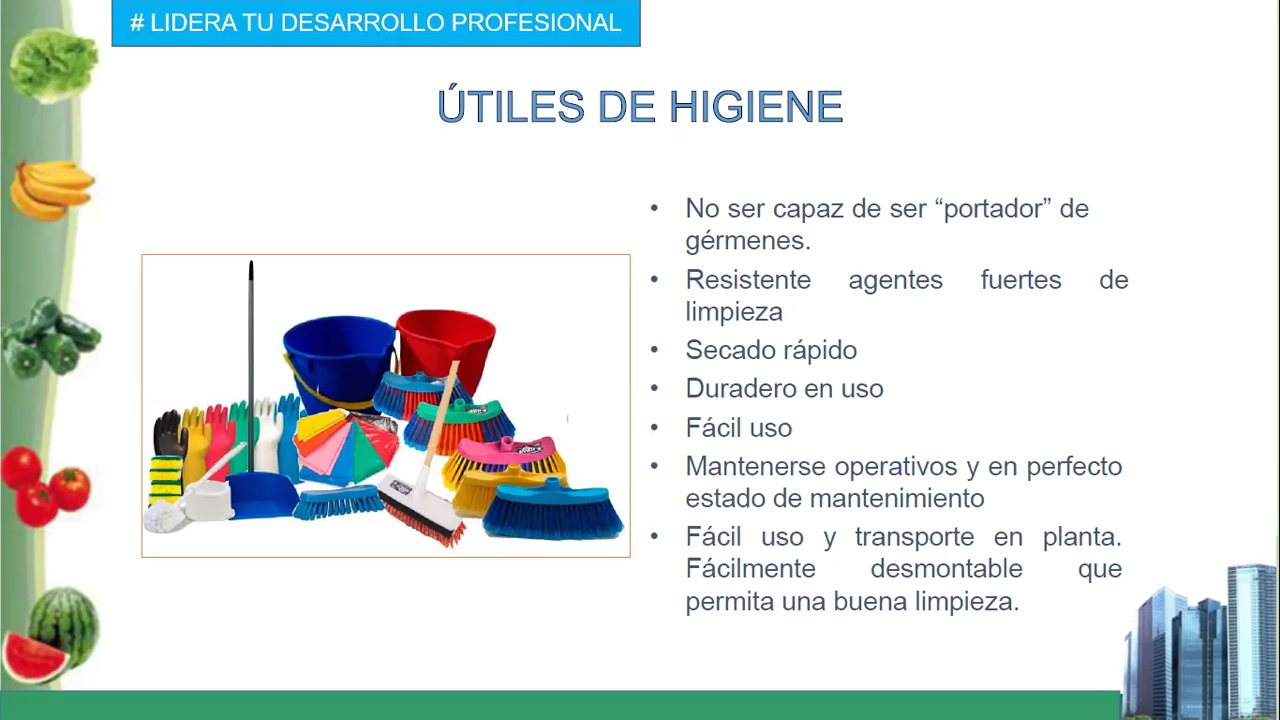 # LIDERA TU DESARROLLO PROFESIONAL
ÚTILES DE HIGIENE
• No ser capaz de ser “portador” de
gérmenes.
• Resistente agentes fuertes de
limpieza
• Secado rápido
• Duradero en uso
• Fácil uso
• Mantenerse operativos y en perfecto
estado de mantenimiento
• Fácil uso y transporte en planta.
Fácilmente desmontable que
permita una buena limpieza.